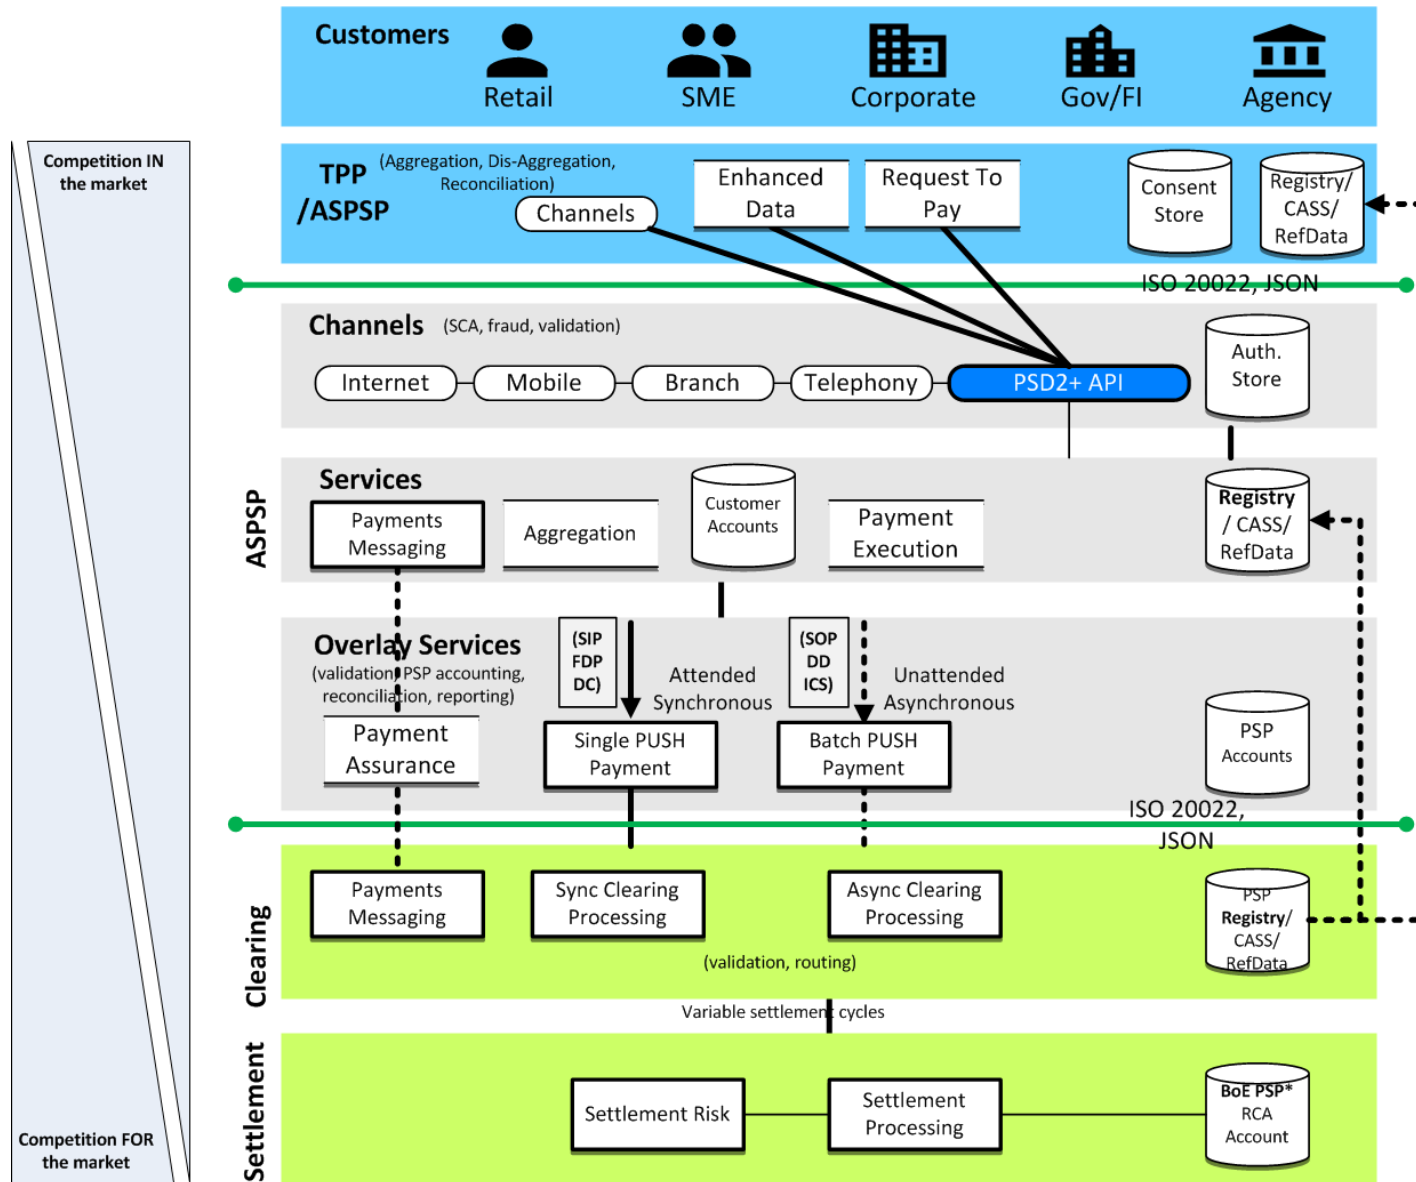 Customers
Retail
SME
Corporate
Gov/FI
Agency
Competition IN
the market
TPP
/ASPSP
(Aggregation, Dis-Aggregation,
Reconciliation)
Channels
Enhanced
Data
Request To
Pay
Consent
Store
Registry/
CASS/
RefData
ISO 20022, JSON
Channels
(SCA, fraud, validation)
Internet
Mobile
Branch
Telephony
PSD2+ API
Auth.
Store
ASPSP
Services
Payments
Messaging
Aggregation
Customer
Accounts
Payment
Execution
Registry
/ CASS/
RefData
Overlay Services
(validation, PSP accounting,
reconciliation, reporting)
(SIP
FDP
DC)
Attended
Synchronous
(SOP
DD
ICS)
Unattended
Asynchronous
Payment
Assurance
Single PUSH
Payment
Batch PUSH
Payment
PSP
Accounts
ISO 20022,
JSON
Clearing
Payments
Messaging
Sync Clearing
Processing
Async Clearing
Processing
(validation, routing)
PSP
Registry/
CASS/
RefData
Variable settlement cycles
Settlement
Settlement Risk
Settlement
Processing
BoE PSP*
RCA
Account
Competition FOR
the market